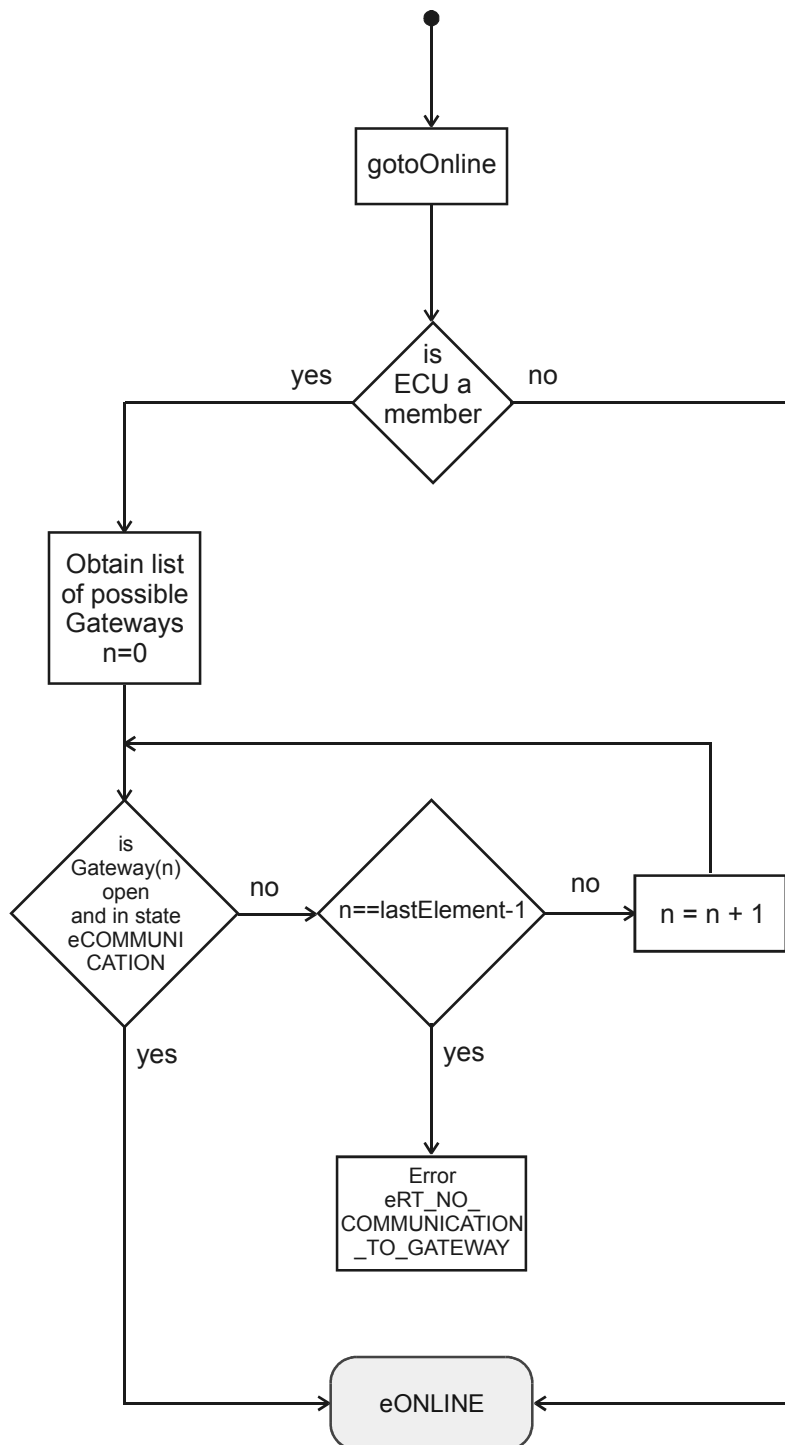 gotoOnline
is
ECU a
member
yes
no
Obtain list
of possible
Gateways
n=0
is
Gateway(n)
open
and in state
eCOMMUNI
CATION
no
n==lastElement-1
no
n = n + 1
yes
yes
Error
eRT_NO_
COMMUNICATION
_TO_GATEWAY
eONLINE